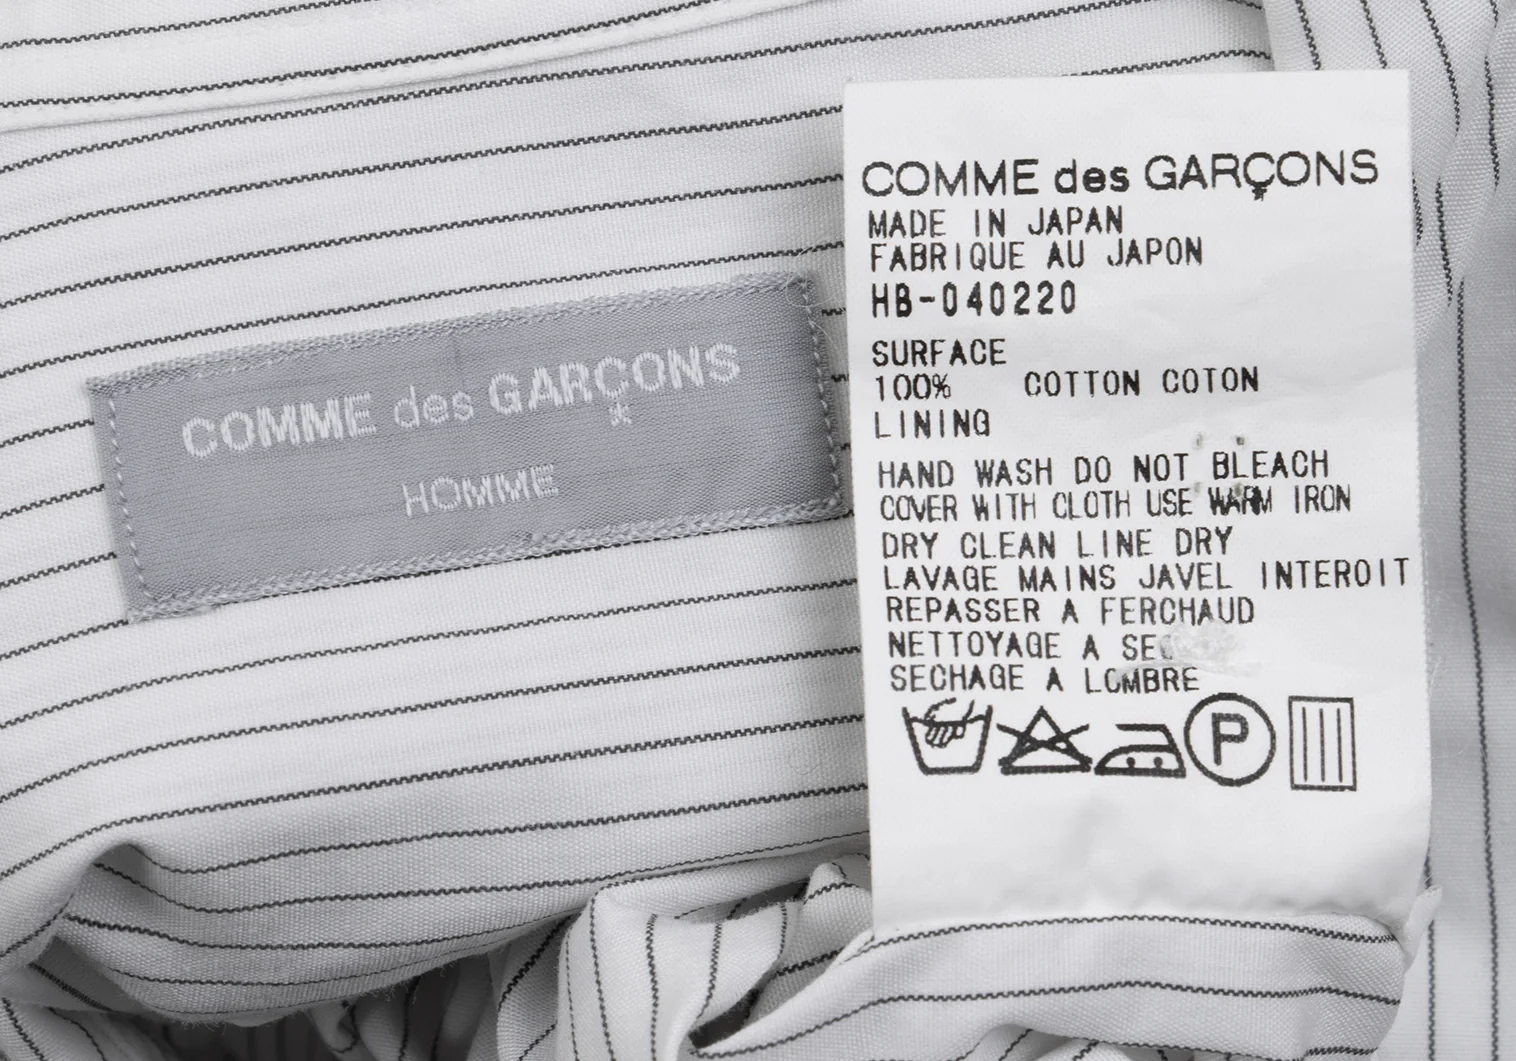 COMME des GARÇONS
HOMME
COMME des GARÇONS
MADE IN JAPAN
FABRIQUE AU JAPON
HB-040220
SURFACE
100% COTTON COTON
LINING
HAND WASH DO NOT BLEACH
COVER WITH CLOTH USE WARM IRON
DRY CLEAN LINE DRY
LAVAGE MAINS JAVEL INTEROIT
REPASSER A FERCHAUD
NETTOYAGE A SEC
SECHAGE A LOMBRE
P